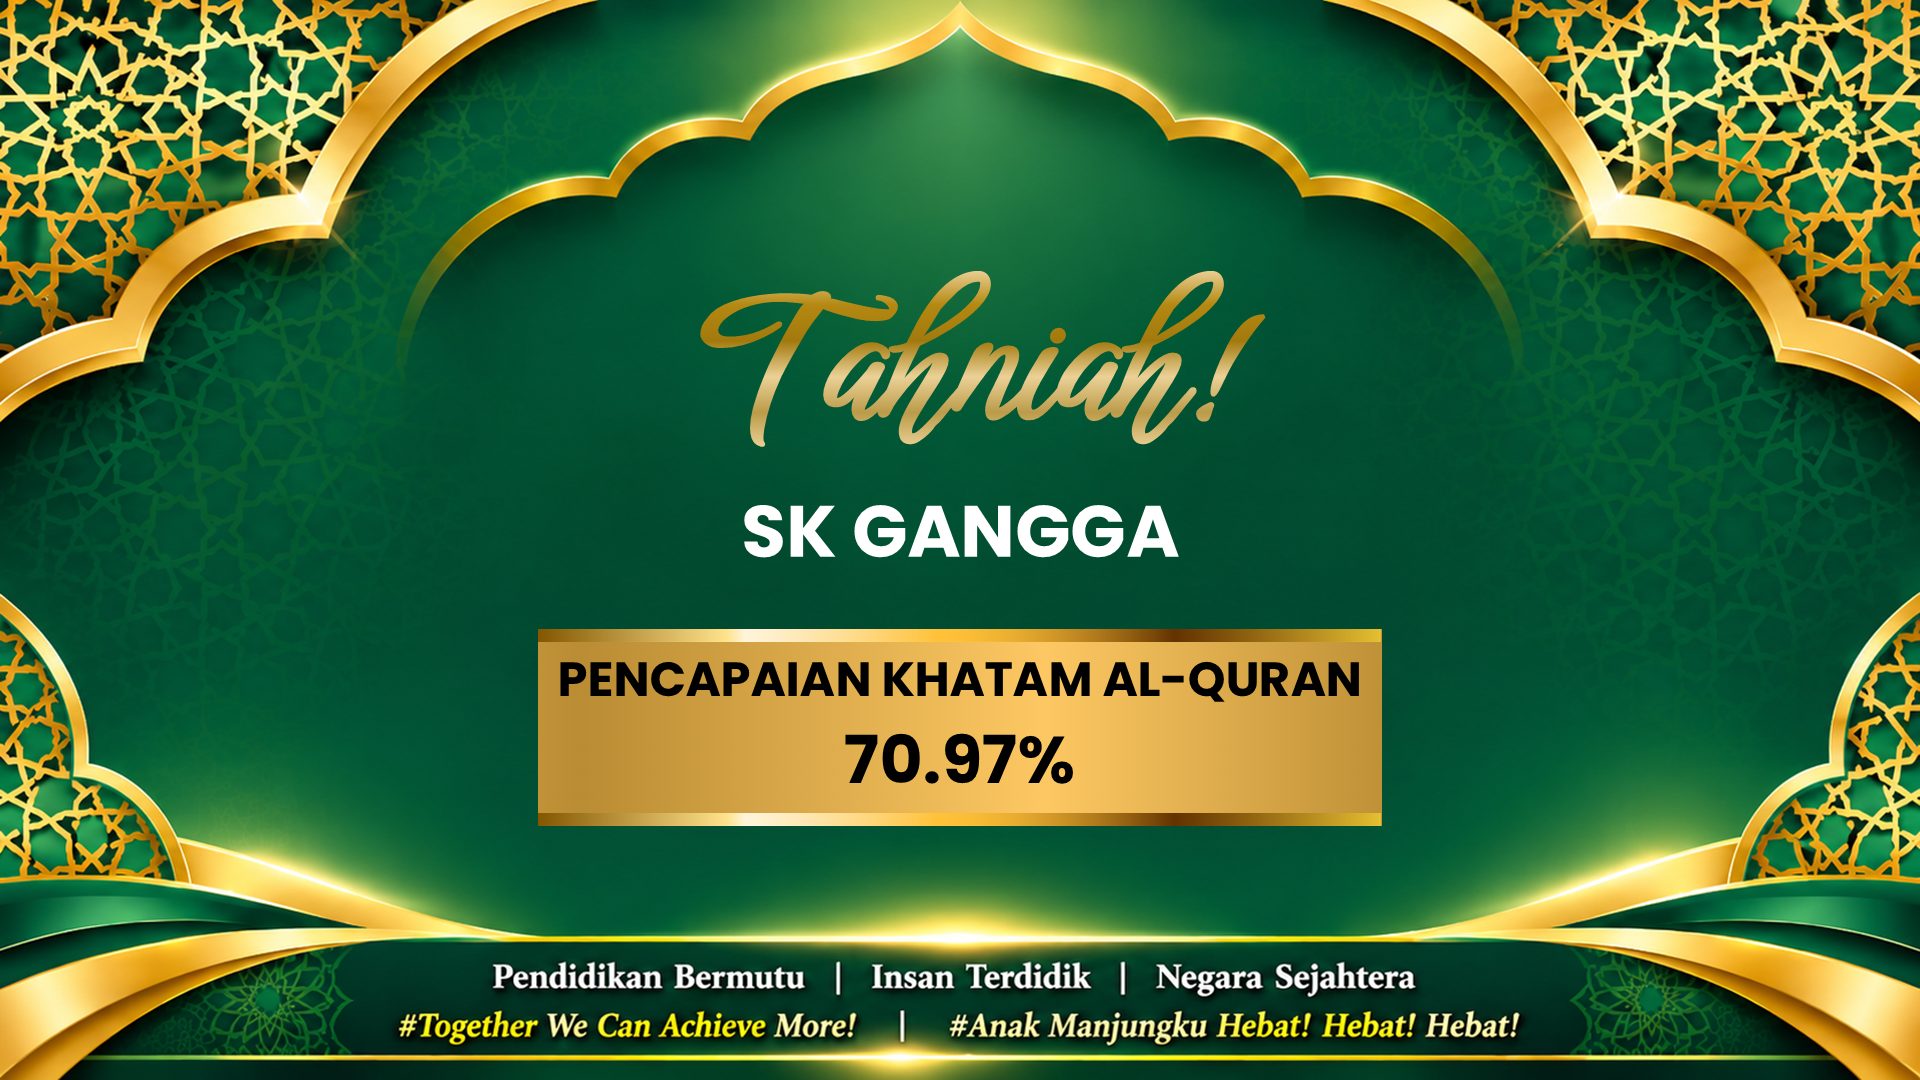 Tahniah!
SK GANGGA
PENCAPAIAN KHATAM AL-QURAN
70.97%
Pendidikan Bermutu | Insan Terdidik | Negara Sejahtera
#Together We Can Achieve More! | #Anak Manjungku Hebat! Hebat! Hebat!